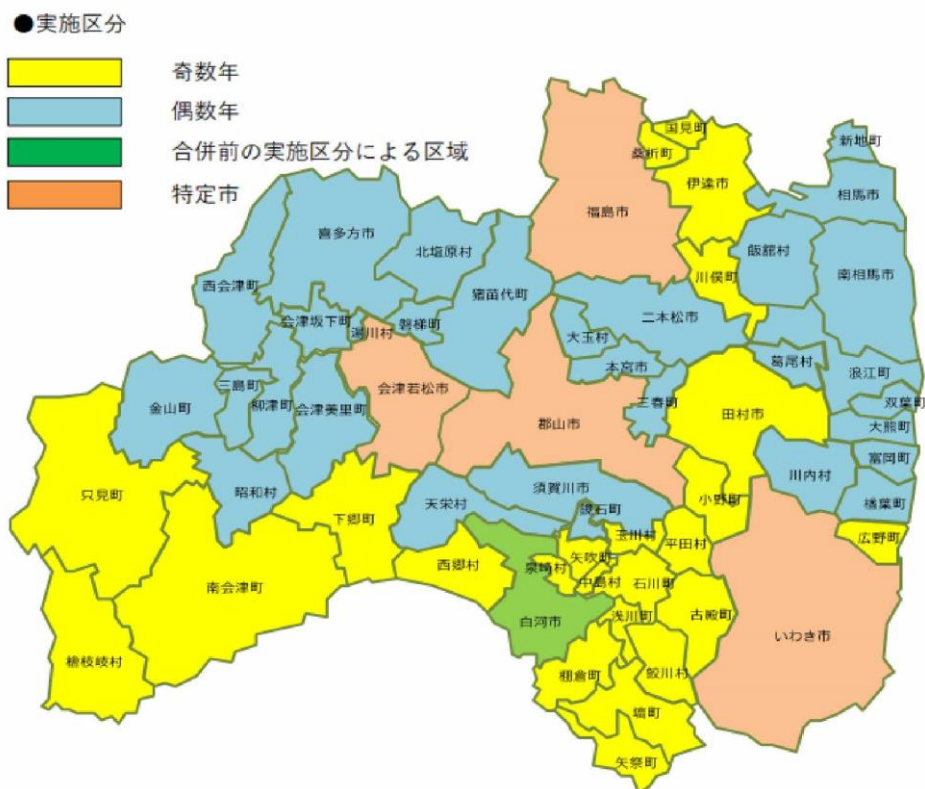 ●実施区分
奇数年
偶数年
合併前の実施区分による区域
特定市
国見町
桑折町
新地町
伊達市
相馬市
福島市
喜多方市
北塩原村
飯舘村
南相馬市
川俣町
西会津町
猪苗代町
二本松市
会津坂下町
湯川村
磐梯町
大玉村
葛尾村
浪江町
本宮市
三島町
会津若松市
双葉町
金山町
柳津町
会津美里町
三春町
田村市
郡山市
大熊町
富岡町
川内村
只見町
昭和村
須賀川市
小野町
楢葉町
天栄村
下郷町
鏡石町
玉川村
平田村
広野町
矢吹町
西郷村
泉崎村
中島村
石川町
南会津町
古殿町
浅川町
白河市
いわき市
檜枝岐村
棚倉町
鮫川村
塙町
矢祭町